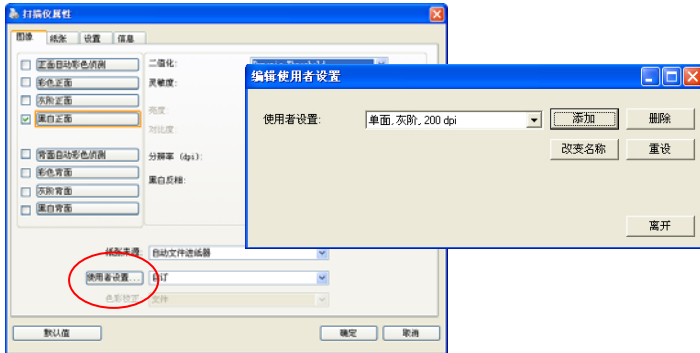 扫描仪属性
图像 纸张 设置 信息
正面自动彩色侦测
彩色正面
灰阶正面
黑白正面
背面自动彩色侦测
彩色背面
灰阶背面
黑白背面
二值化:
灵敏度:
亮度:
对比度
分辨率 (dpi):
黑白反相:
纸张来源: 自动文件进纸器
使用者设置... 自订
色彩校正 文件
默认值 确定 取消
编辑使用者设置
使用者设置: 单面,灰阶, 200 dpi 添加 删除
改变名称 重设
离开